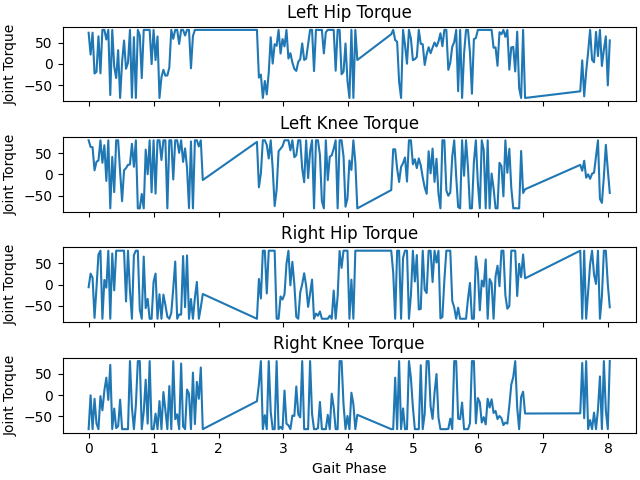 Left Hip Torque
Joint Torque
50
0
−50
Left Knee Torque
Joint Torque
50
0
−50
Right Hip Torque
Joint Torque
50
0
−50
Right Knee Torque
Joint Torque
50
0
−50
0 1 2 3 4 5 6 7 8
Gait Phase